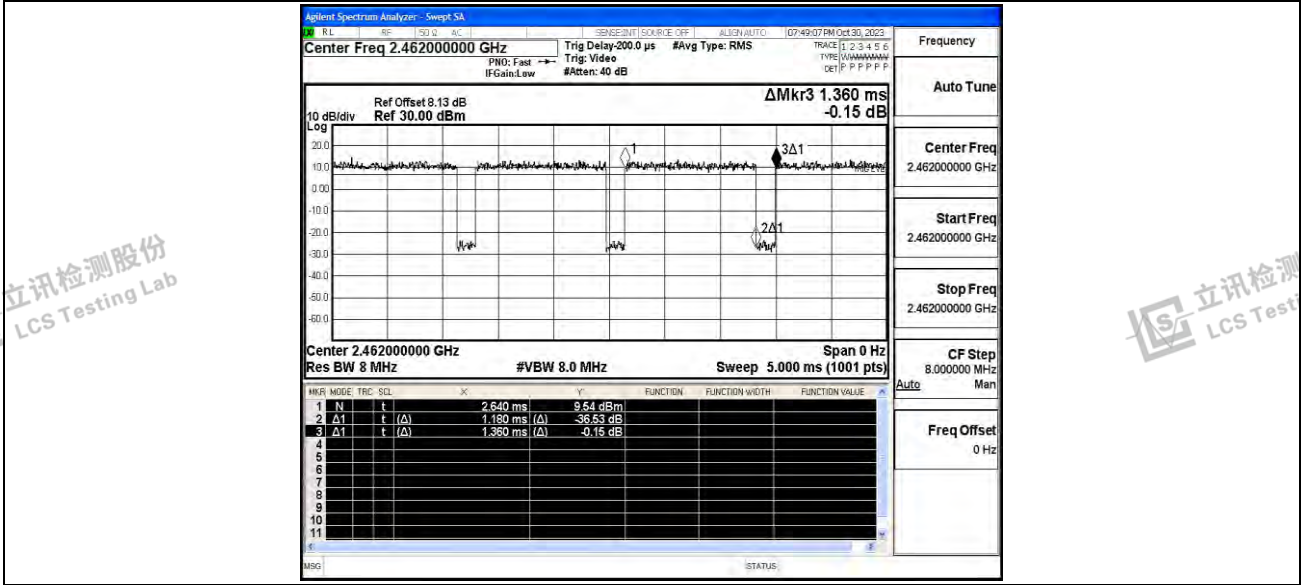 Agilent Spectrum Analyzer - Swept SA
RL RF 50 Ω AC SENSE:INT SOURCE OFF ALIGN AUTO 07:49:07 PM Oct 30, 2023
Center Freq 2.462000000 GHz
PNO: Fast
IFGain:Low
Trig Delay-200.0 µs #Avg Type: RMS
Trig: Video
#Atten: 40 dB
TRACE 1 2 3 4 5 6
TYPE WWWWWW
DET P P P P P P
ΔMkr3 1.360 ms
-0.15 dB
Ref Offset 8.13 dB
10 dB/div Ref 30.00 dBm
Log
20.0
10.0
0.00
-10.0
-20.0
-30.0
-40.0
-50.0
-60.0
1
3Δ1
2Δ1
TRIG LVL
Center 2.462000000 GHz Span 0 Hz
Res BW 8 MHz #VBW 8.0 MHz Sweep 5.000 ms (1001 pts)
MKR MODE TRC SCL X Y FUNCTION FUNCTION WIDTH FUNCTION VALUE
1 N t 2.640 ms 9.54 dBm
2 Δ1 t (Δ) 1.180 ms (Δ) -36.53 dB
3 Δ1 t (Δ) 1.360 ms (Δ) -0.15 dB
4
5
6
7
8
9
10
11
MSG STATUS
Frequency
Auto Tune
Center Freq
2.462000000 GHz
Start Freq
2.462000000 GHz
Stop Freq
2.462000000 GHz
CF Step
8.000000 MHz
Auto Man
Freq Offset
0 Hz
立讯检测股份
LCS Testing Lab
立讯检测
LCS Testi